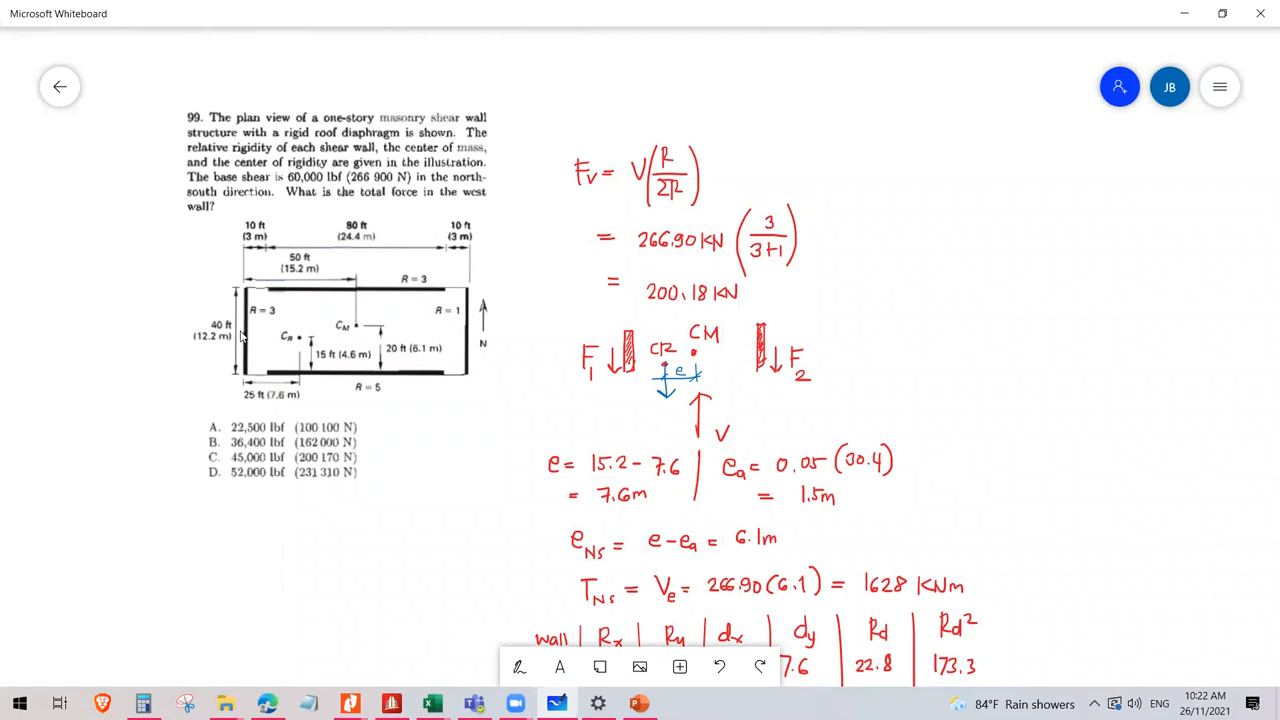 Microsoft Whiteboard
JB
99. The plan view of a one-story masonry shear wall
structure with a rigid roof diaphragm is shown. The
relative rigidity of each shear wall, the center of mass,
and the center of rigidity are given in the illustration.
The base shear is 60,000 lbf (266 900 N) in the north-
south direction. What is the total force in the west
wall?
10 ft
(3 m)
80 ft
(24.4 m)
10 ft
(3 m)
50 ft
(15.2 m)
R = 3
R = 3
R = 1
40 ft
(12.2 m)
CM
CR
15 ft (4.6 m)
20 ft (6.1 m)
N
25 ft (7.6 m)
R = 5
A. 22,500 lbf (100 100 N)
B. 36,400 lbf (162 000 N)
C. 45,000 lbf (200 170 N)
D. 52,000 lbf (231 310 N)
Fv = V(R/ΣR)
= 266.90 KN (3/3+1)
= 200.18 KN
F1
CR
CM
e
F2
V
e = 15.2 - 7.6
= 7.6m
ea = 0.05 (30.4)
= 1.5m
eNS = e - ea = 6.1m
TNS = Ve = 266.90(6.1) = 1628 KNm
wall | Rx | Ry | dx | dy | Rd | Rd²
7.6 | 22.8 | 173.3
84°F Rain showers
ENG
10:22 AM
26/11/2021